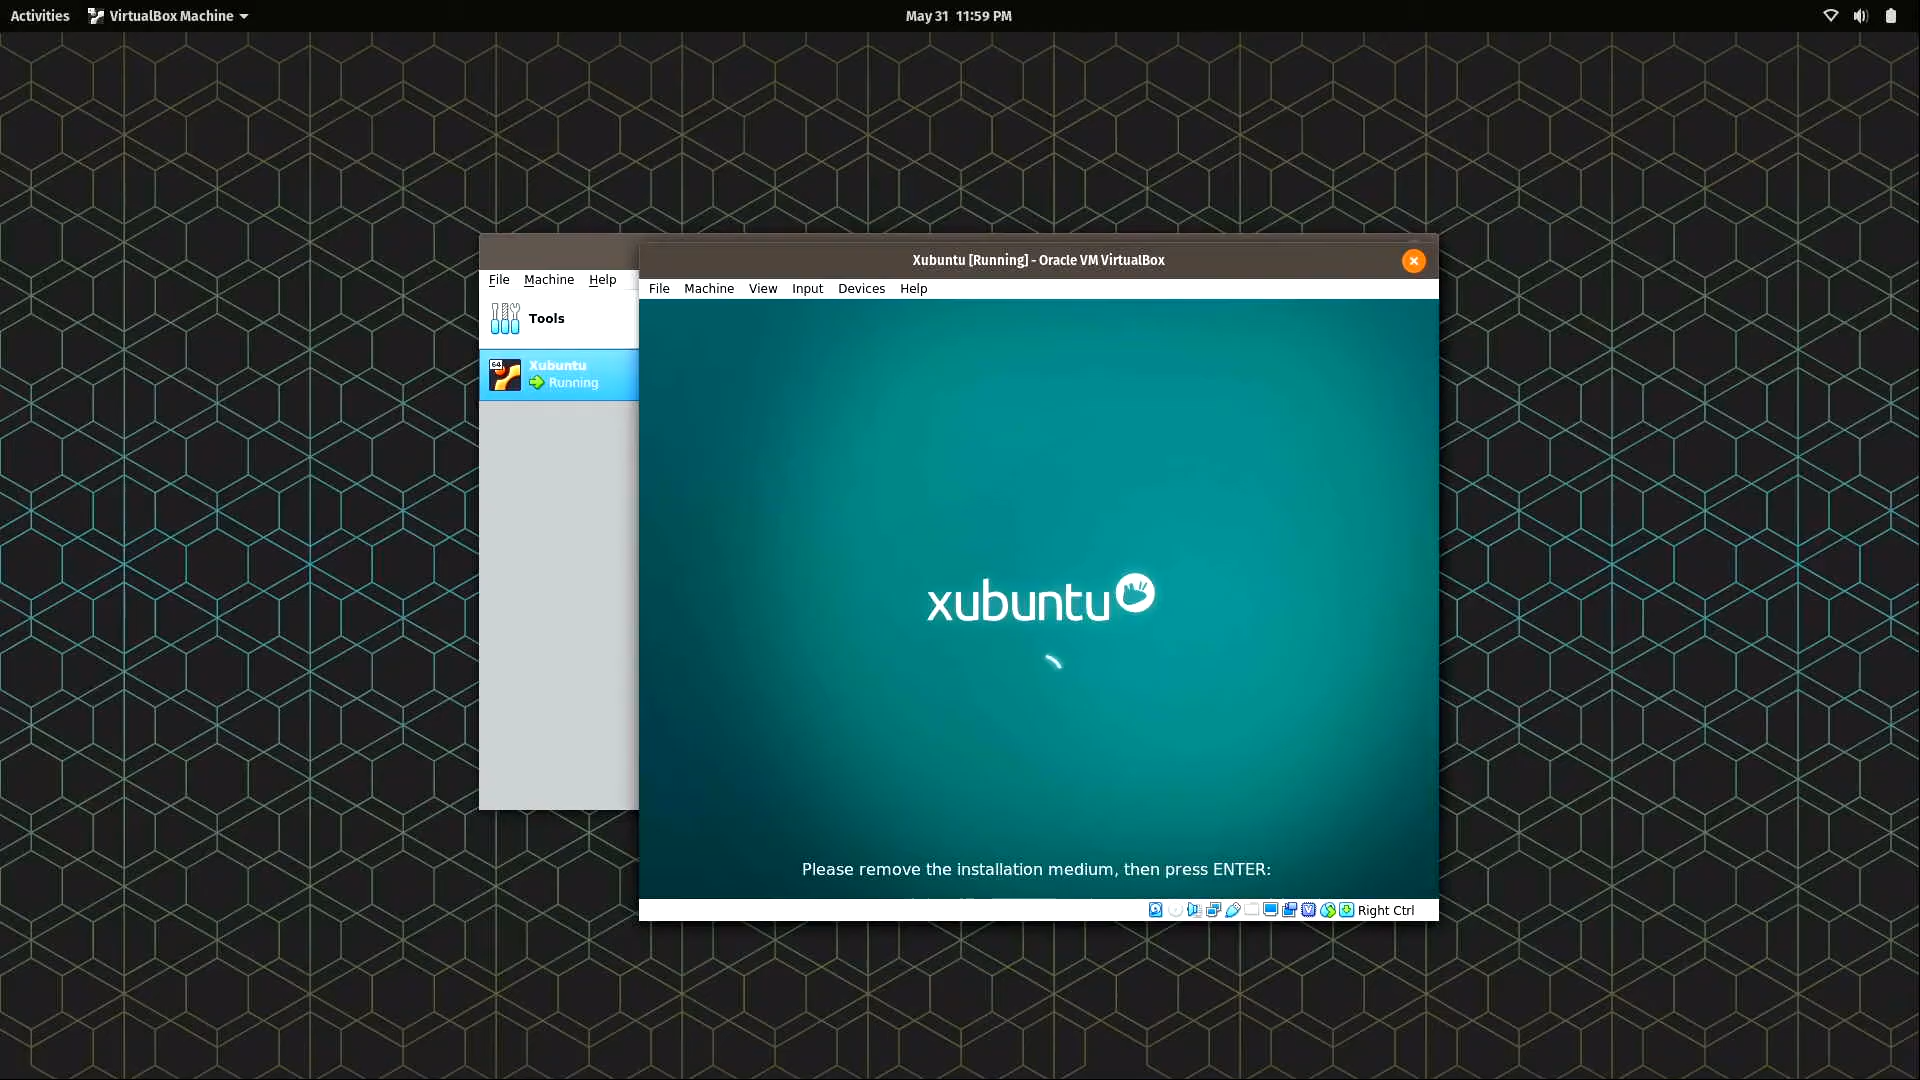 Activities VirtualBox Machine May 31 11:59 PM
Xubuntu [Running] - Oracle VM VirtualBox
File Machine Help
File Machine View Input Devices Help
Tools
64 Xubuntu
Running
xubuntu
Please remove the installation medium, then press ENTER:
Right Ctrl